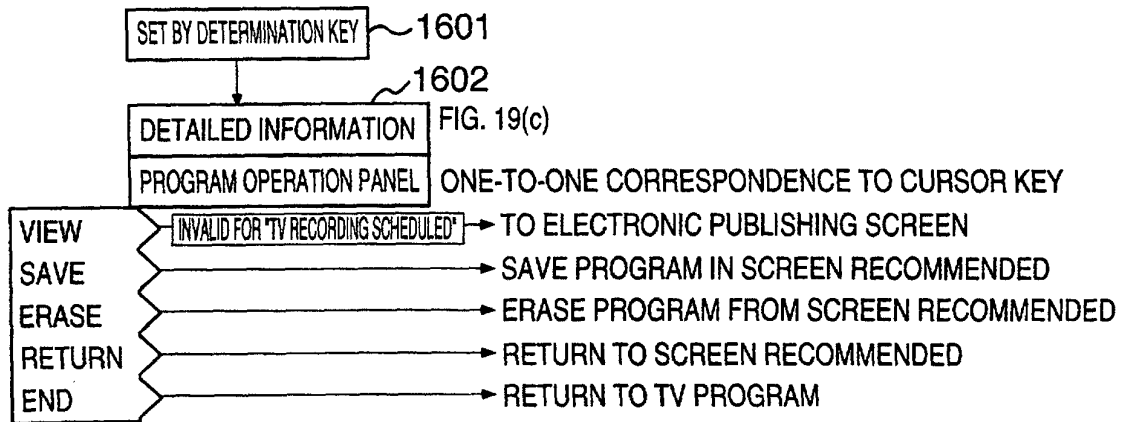 SET BY DETERMINATION KEY 1601
1602
DETAILED INFORMATION FIG. 19(c)
PROGRAM OPERATION PANEL ONE-TO-ONE CORRESPONDENCE TO CURSOR KEY
VIEW INVALID FOR "TV RECORDING SCHEDULED" TO ELECTRONIC PUBLISHING SCREEN
SAVE SAVE PROGRAM IN SCREEN RECOMMENDED
ERASE ERASE PROGRAM FROM SCREEN RECOMMENDED
RETURN RETURN TO SCREEN RECOMMENDED
END RETURN TO TV PROGRAM